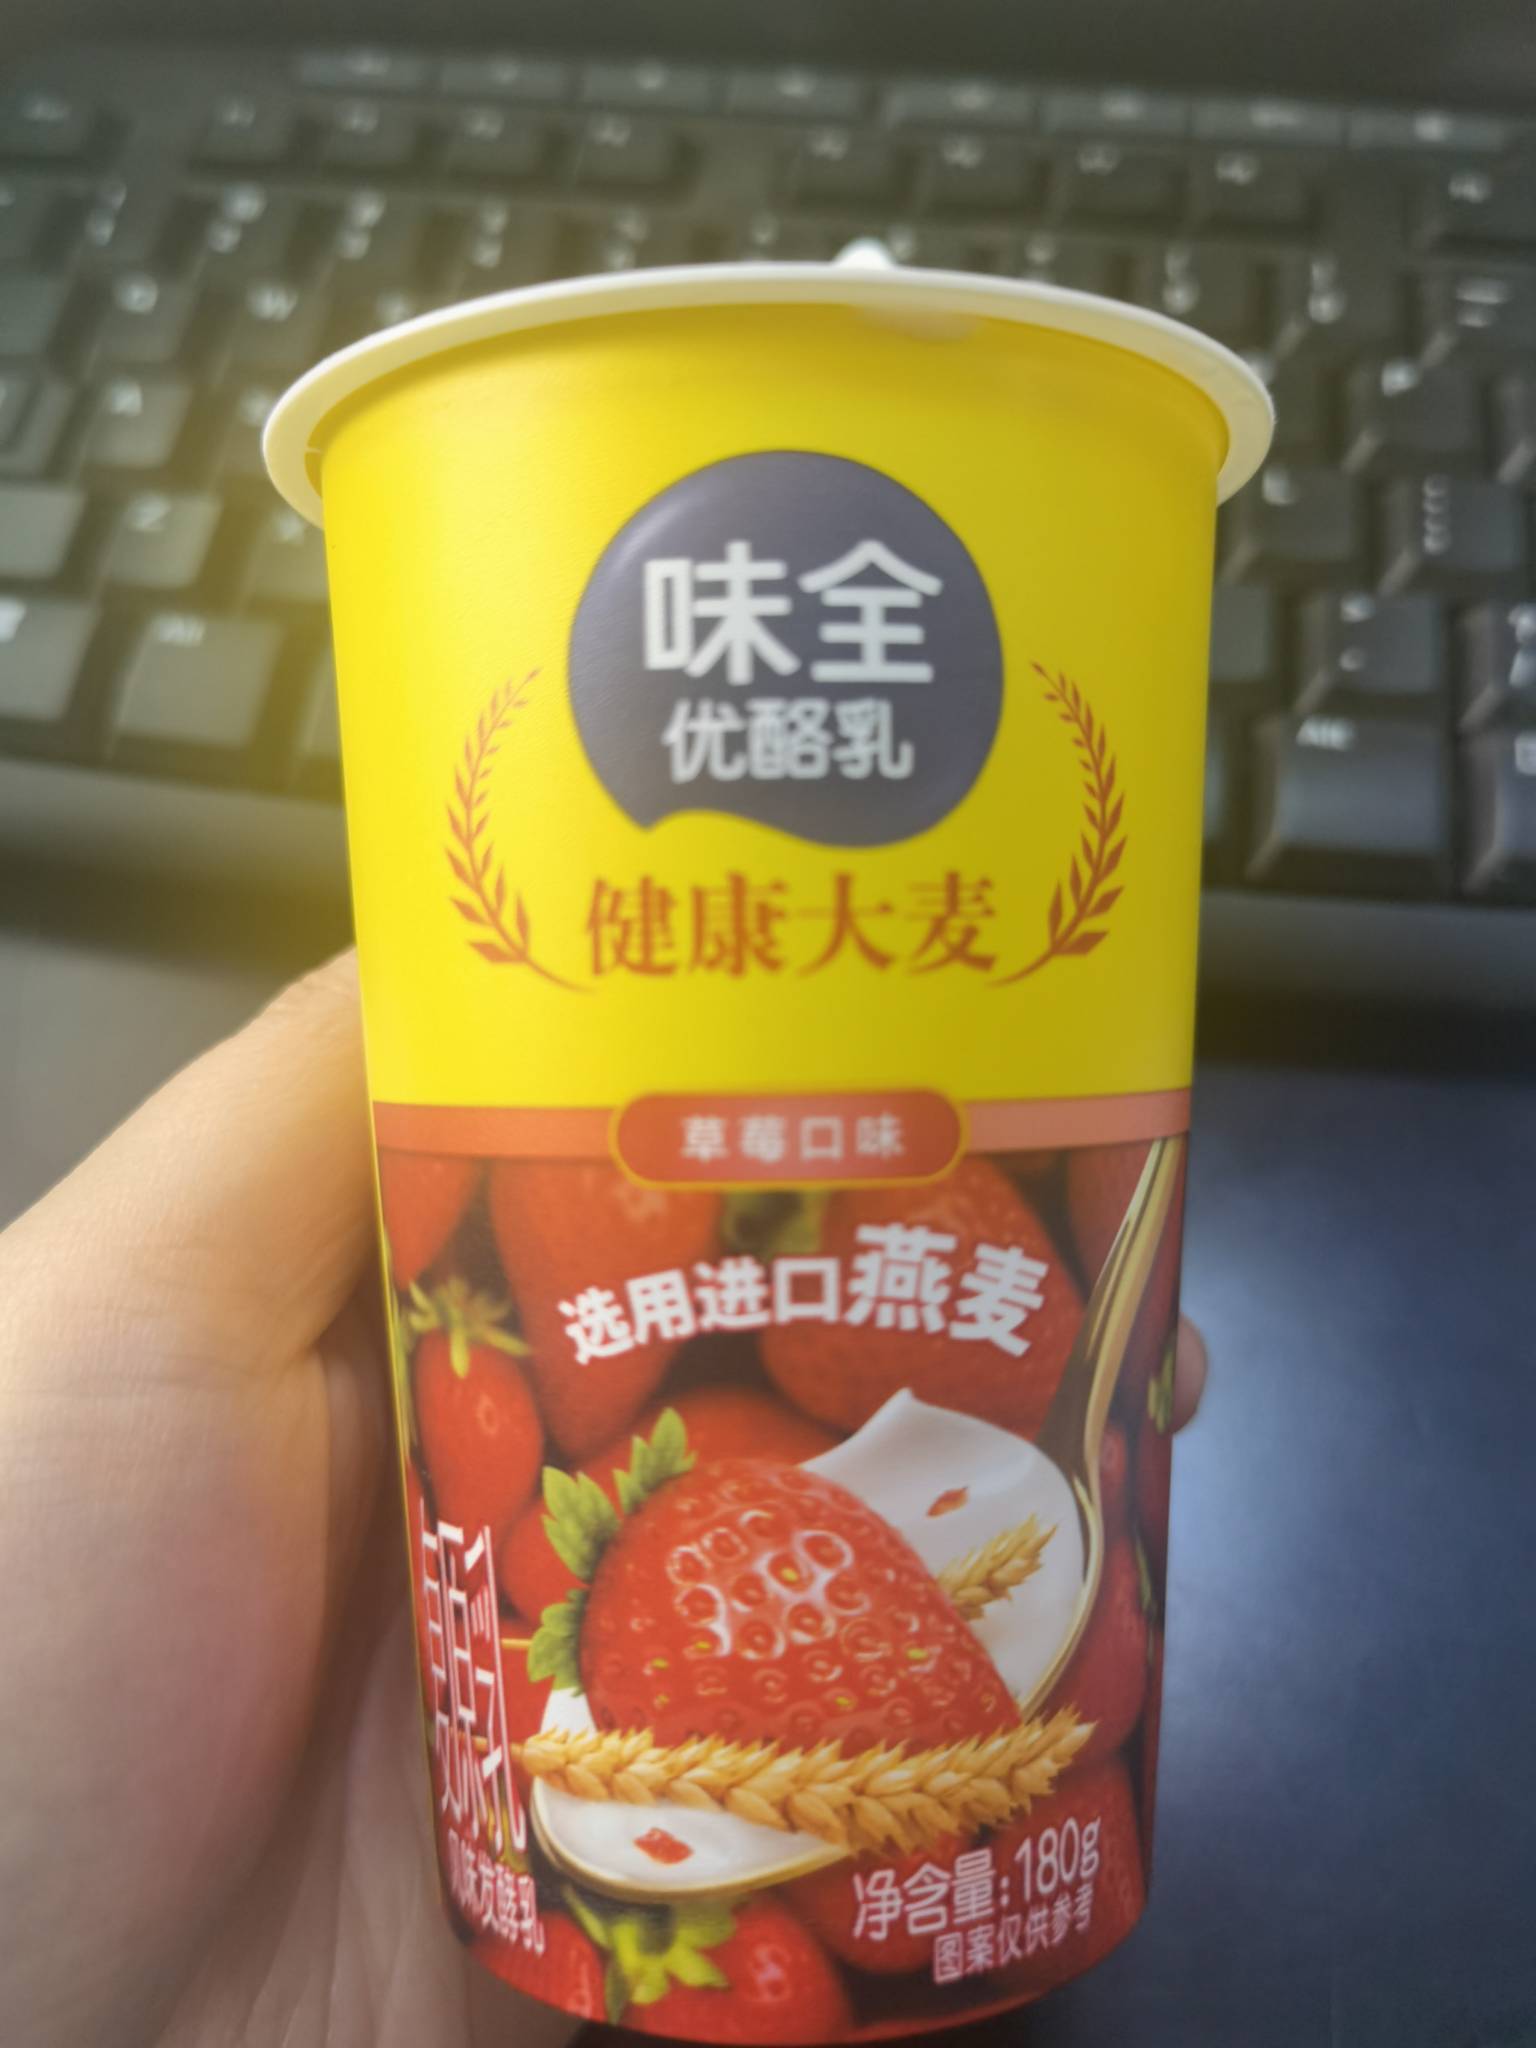 味全
优酪乳
健康大麦
草莓口味
选用进口燕麦
风味发酵乳
净含量:180g
图案仅供参考